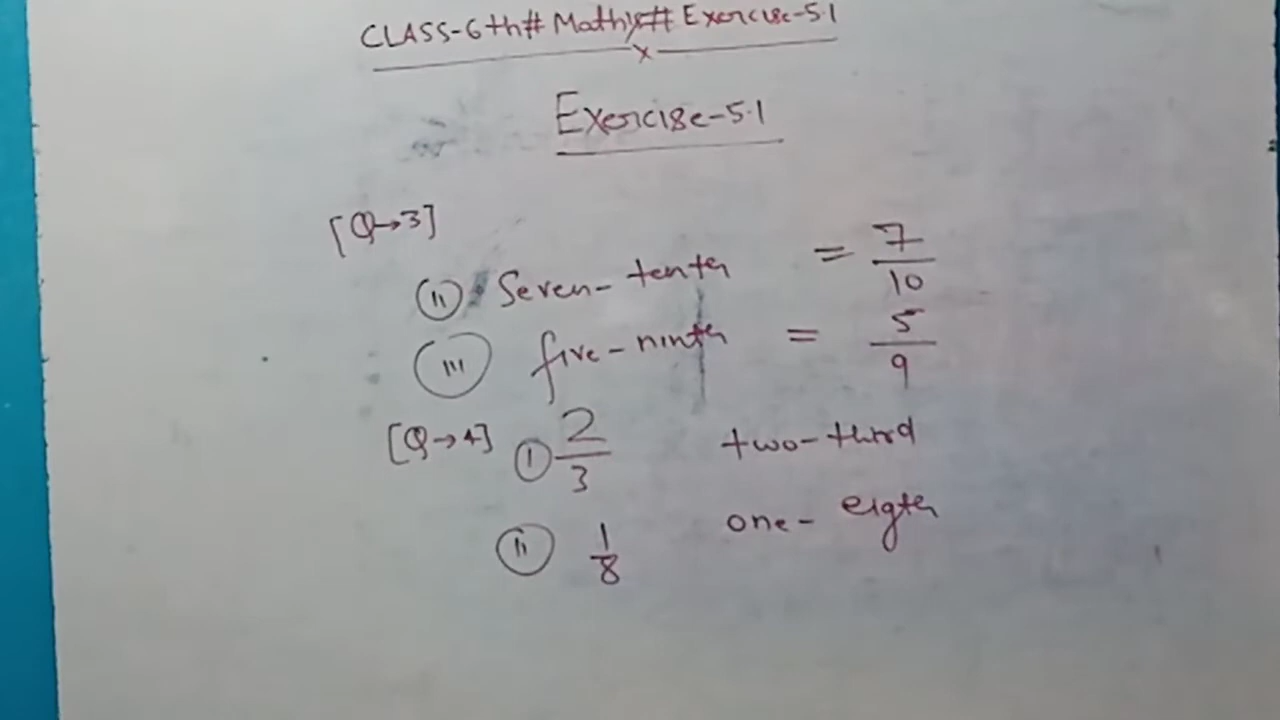 CLASS-6th# Maths# Exercise-5.1
x
Exercise-5.1
[Q→3]
(ii) Seven-tenth = 7/10
(iii) five-ninth = 5/9
[Q→4] (i) 2/3 two-third
(ii) 1/8 one-eigth